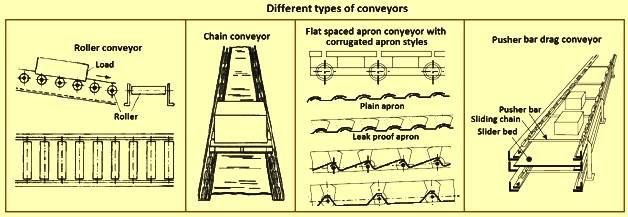 Different types of conveyors
Roller conveyor
Load
Roller
Chain conveyor
Flat spaced apron conveyor with
corrugated apron styles
Plain apron
Leak proof apron
Pusher bar drag conveyor
Pusher bar
Sliding chain
Slider bed